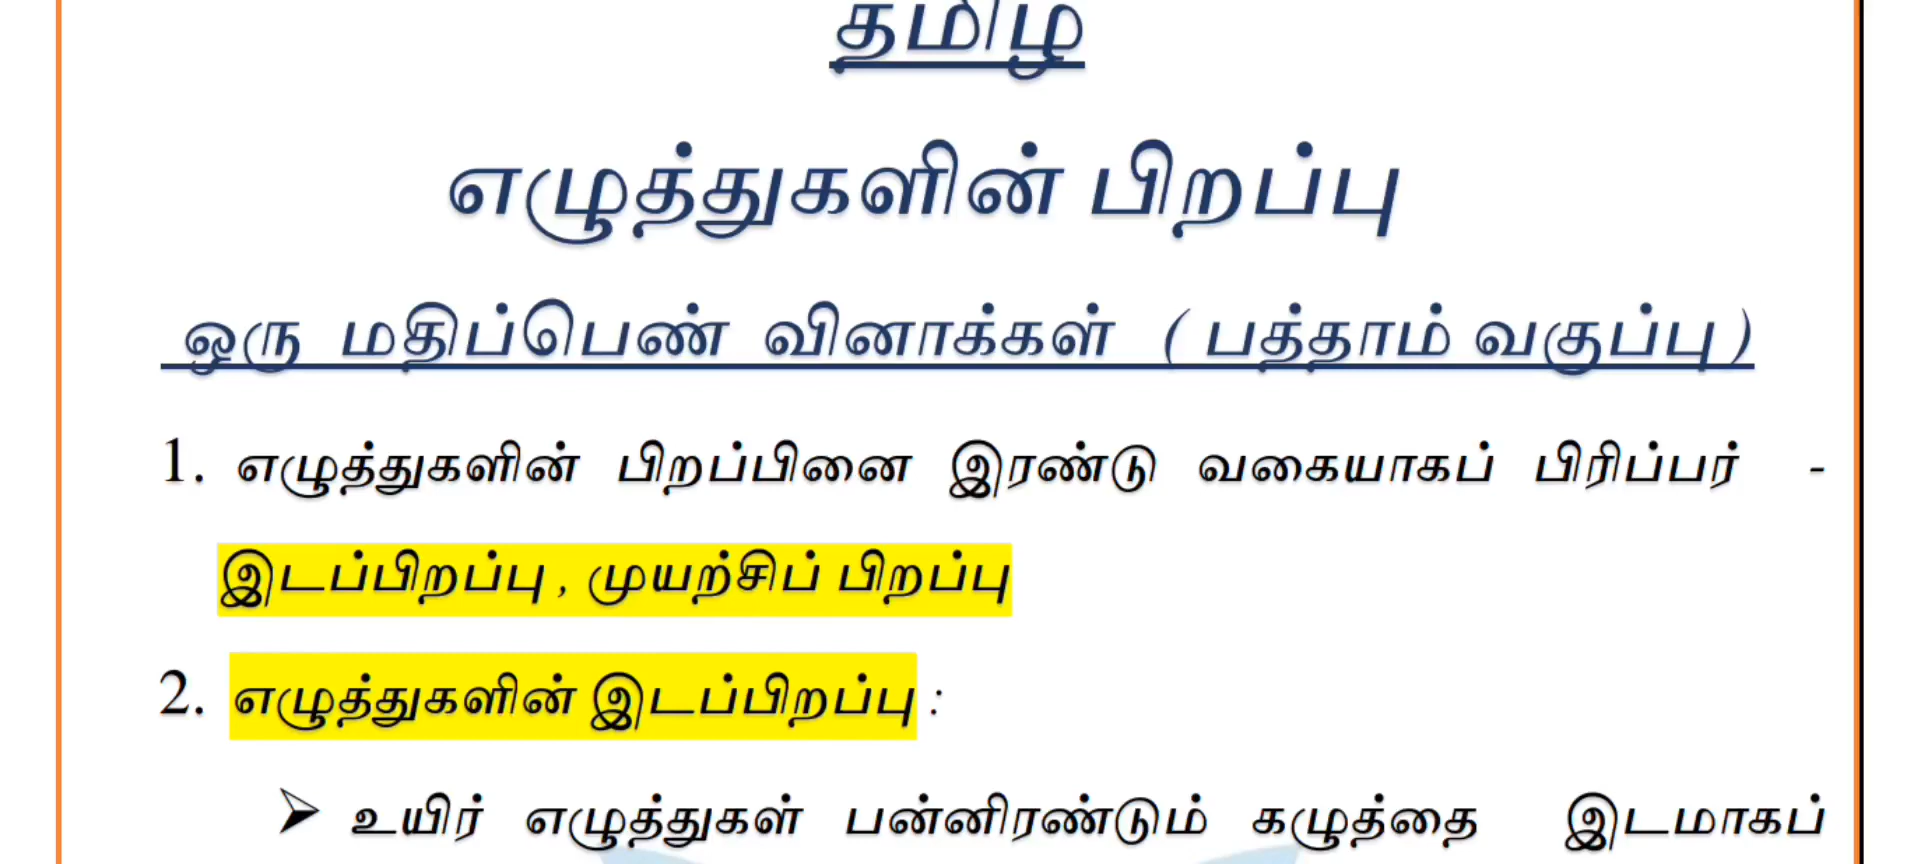 தமிழ்
எழுத்துகளின் பிறப்பு
ஒரு மதிப்பெண் வினாக்கள் ( பத்தாம் வகுப்பு )
1. எழுத்துகளின் பிறப்பினை இரண்டு வகையாகப் பிரிப்பர் -
இடப்பிறப்பு , முயற்சிப் பிறப்பு
2. எழுத்துகளின் இடப்பிறப்பு :
➢ உயிர் எழுத்துகள் பன்னிரண்டும் கழுத்தை இடமாகப்